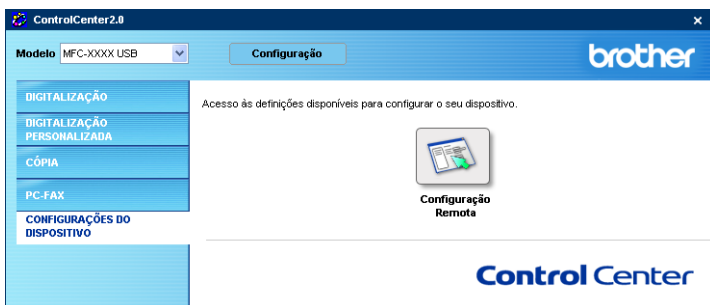 ControlCenter2.0
Modelo MFC-XXXX USB
Configuração
brother
DIGITALIZAÇÃO
DIGITALIZAÇÃO
PERSONALIZADA
CÓPIA
PC-FAX
CONFIGURAÇÕES DO
DISPOSITIVO
Acesso às definições disponíveis para configurar o seu dispositivo.
Configuração
Remota
Control Center